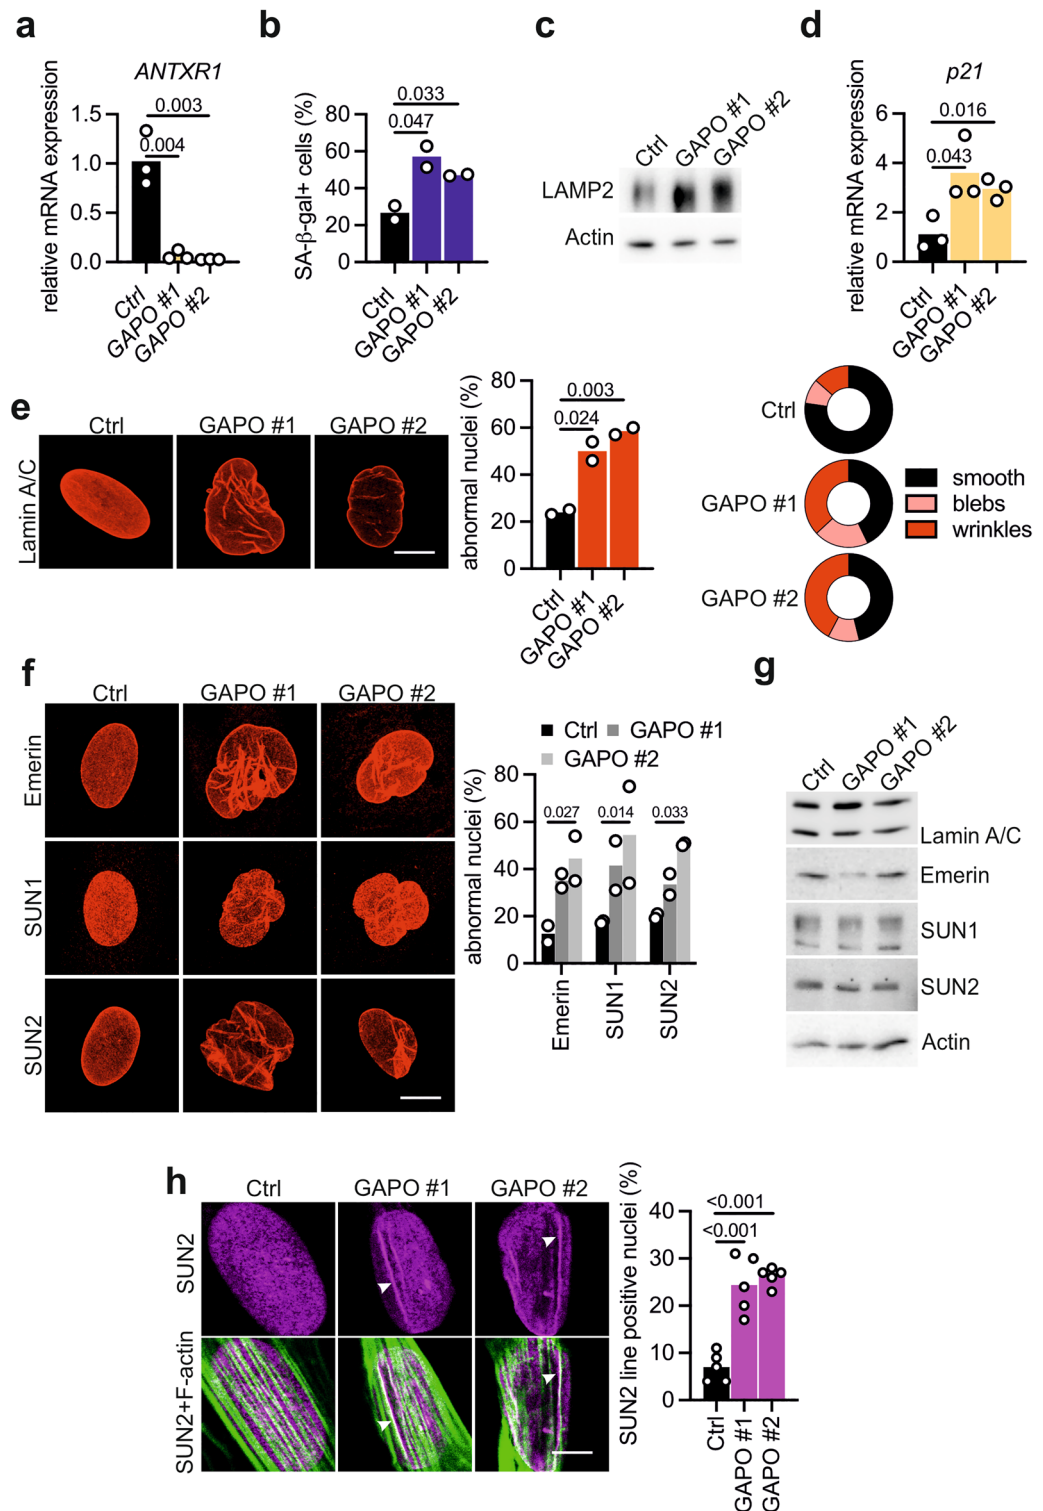 a
ANTXR1
relative mRNA expression
1.5
1.0
0.5
0.0
0.003
0.004
Ctrl
GAPO #1
GAPO #2
b
SA-β-gal+ cells (%)
80
60
40
20
0
0.033
0.047
Ctrl
GAPO #1
GAPO #2
c
Ctrl
GAPO #1
GAPO #2
LAMP2
Actin
d
p21
relative mRNA expression
6
4
2
0
0.016
0.043
Ctrl
GAPO #1
GAPO #2
e
Ctrl
GAPO #1
GAPO #2
Lamin A/C
abnormal nuclei (%)
80
60
40
20
0
0.003
0.024
Ctrl
GAPO #1
GAPO #2
Ctrl
GAPO #1
GAPO #2
smooth
blebs
wrinkles
f
Ctrl
GAPO #1
GAPO #2
Emerin
SUN1
SUN2
Ctrl
GAPO #1
GAPO #2
abnormal nuclei (%)
80
60
40
20
0
0.027
0.014
0.033
Emerin
SUN1
SUN2
g
Ctrl
GAPO #1
GAPO #2
Lamin A/C
Emerin
SUN1
SUN2
Actin
h
Ctrl
GAPO #1
GAPO #2
SUN2
SUN2+F-actin
SUN2 line positive nuclei (%)
40
30
20
10
0
<0.001
<0.001
Ctrl
GAPO #1
GAPO #2